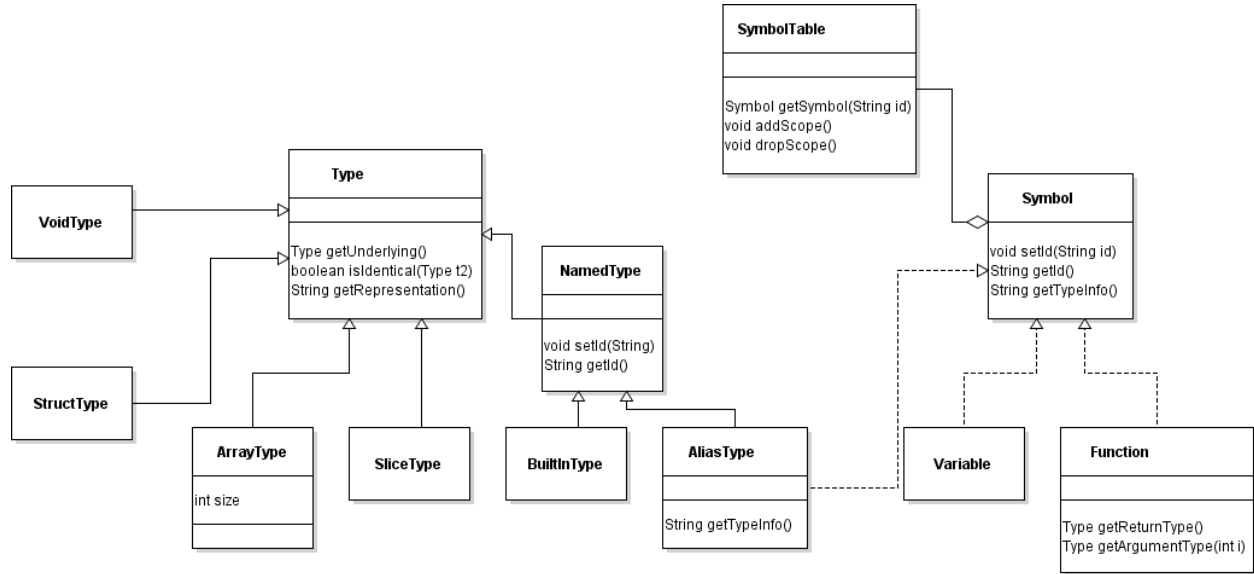 SymbolTable
Symbol getSymbol(String id)
void addScope()
void dropScope()
Type
Type getUnderlying()
boolean isIdentical(Type t2)
String getRepresentation()
VoidType
Symbol
void setId(String id)
String getId()
String getTypeInfo()
NamedType
void setId(String)
String getId()
StructType
ArrayType
int size
SliceType
BuiltInType
AliasType
String getTypeInfo()
Variable
Function
Type getReturnType()
Type getArgumentType(int i)